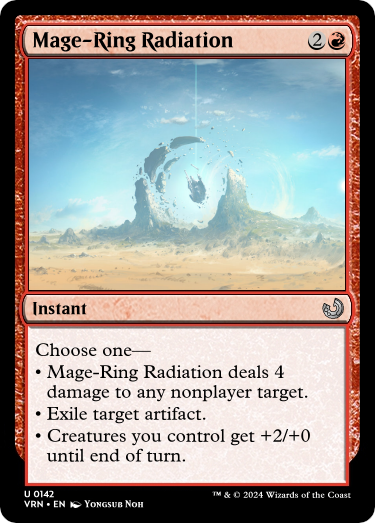 Mage-Ring Radiation 2
Instant
Choose one—
• Mage-Ring Radiation deals 4
damage to any nonplayer target.
• Exile target artifact.
• Creatures you control get +2/+0
until end of turn.
U 0142
VRN • EN Yongsub Noh
™ & © 2024 Wizards of the Coast